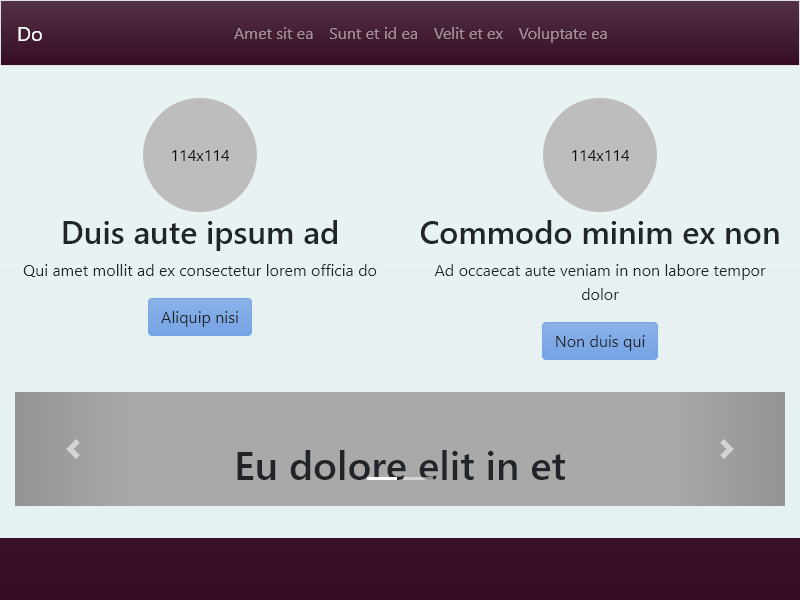 Do
Amet sit ea Sunt et id ea Velit et ex Voluptate ea
114x114
Duis aute ipsum ad
Qui amet mollit ad ex consectetur lorem officia do
Aliquip nisi
114x114
Commodo minim ex non
Ad occaecat aute veniam in non labore tempor
dolor
Non duis qui
Eu dolore elit in et